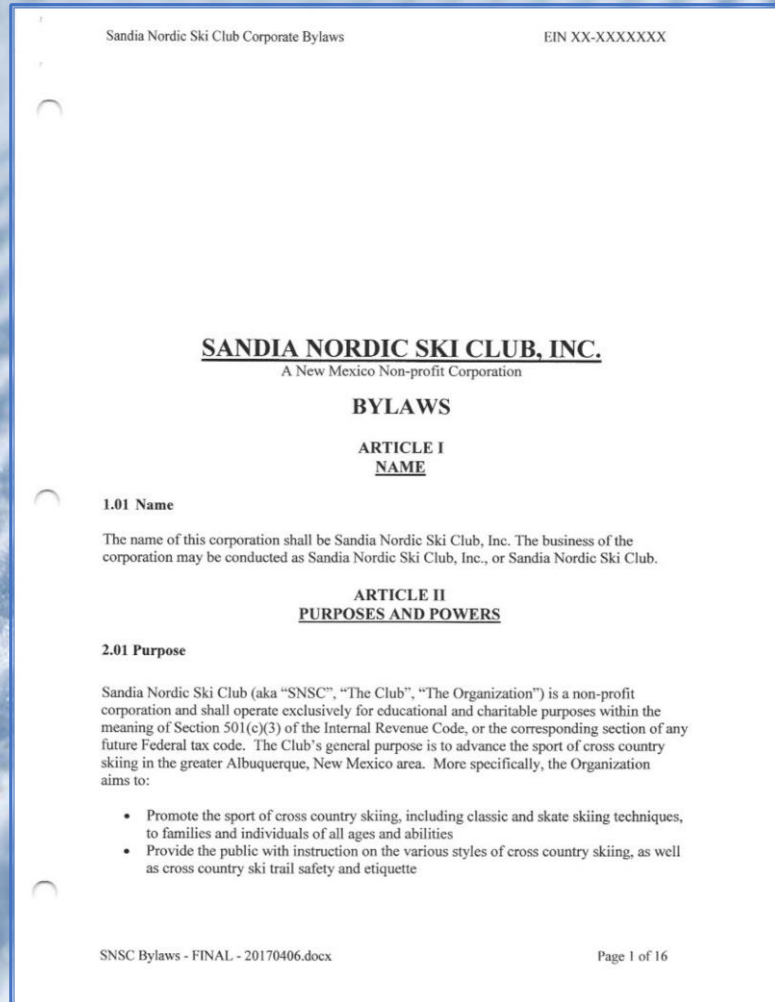 Sandia Nordic Ski Club Corporate Bylaws EIN XX-XXXXXXX
SANDIA NORDIC SKI CLUB, INC.
A New Mexico Non-profit Corporation
BYLAWS
ARTICLE I
NAME
1.01 Name
The name of this corporation shall be Sandia Nordic Ski Club, Inc. The business of the
corporation may be conducted as Sandia Nordic Ski Club, Inc., or Sandia Nordic Ski Club.
ARTICLE II
PURPOSES AND POWERS
2.01 Purpose
Sandia Nordic Ski Club (aka “SNSC”, “The Club”, “The Organization”) is a non-profit
corporation and shall operate exclusively for educational and charitable purposes within the
meaning of Section 501(c)(3) of the Internal Revenue Code, or the corresponding section of any
future Federal tax code. The Club’s general purpose is to advance the sport of cross country
skiing in the greater Albuquerque, New Mexico area. More specifically, the Organization
aims to:
• Promote the sport of cross country skiing, including classic and skate skiing techniques,
to families and individuals of all ages and abilities
• Provide the public with instruction on the various styles of cross country skiing, as well
as cross country ski trail safety and etiquette
SNSC Bylaws - FINAL - 20170406.docx Page 1 of 16